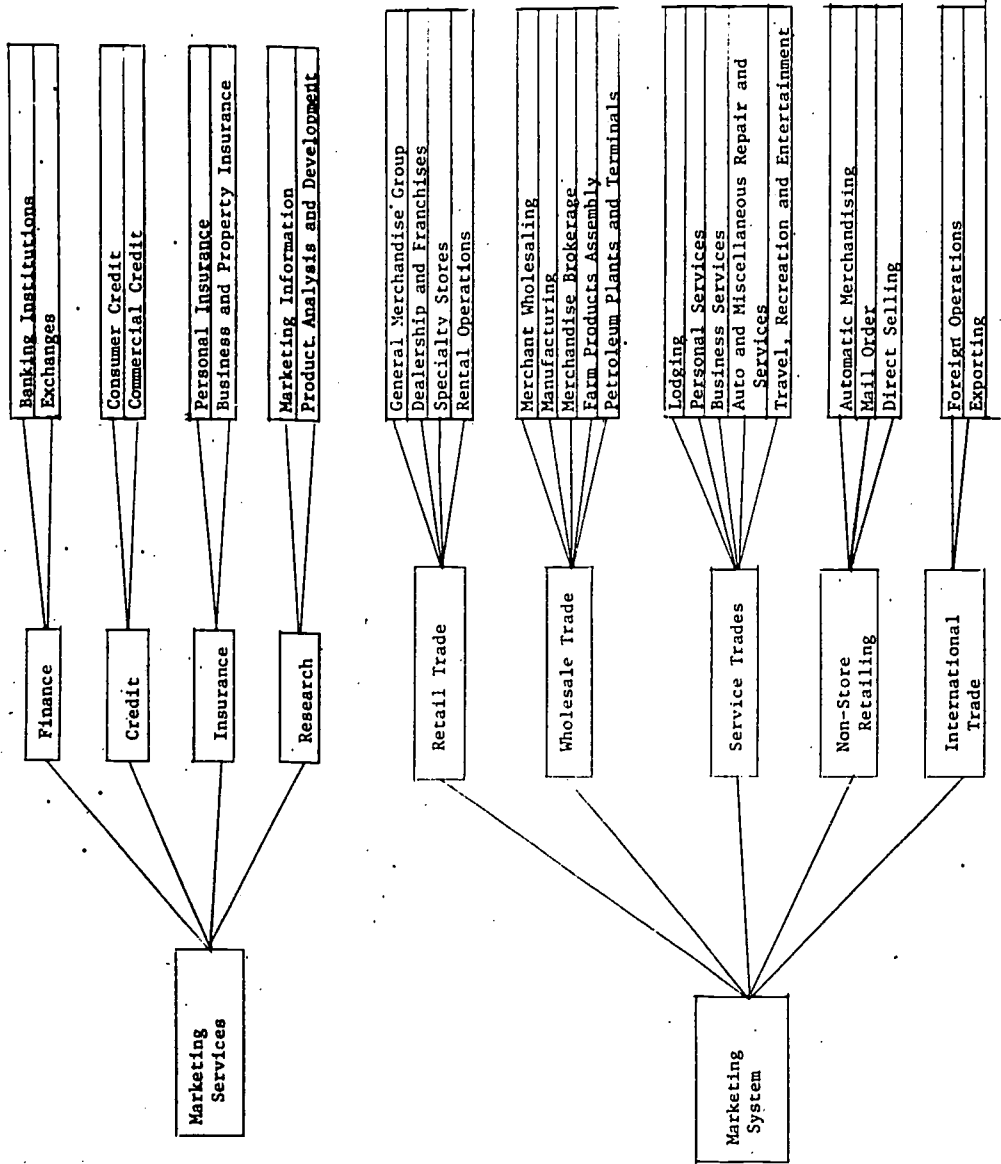 Marketing
Services
Finance
Banking Institutions
Exchanges
Credit
Consumer Credit
Commercial Credit
Insurance
Personal Insurance
Business and Property Insurance
Research
Marketing Information
Product Analysis and Development
Marketing
System
Retail Trade
General Merchandise Group
Dealership and Franchises
Specialty Stores
Rental Operations
Wholesale Trade
Merchant Wholesaling
Manufacturing
Merchandise Brokerage
Farm Products Assembly
Petroleum Plants and Terminals
Service Trades
Lodging
Personal Services
Business Services
Auto and Miscellaneous Repair and
Services
Travel, Recreation and Entertainment
Non-Store
Retailing
Automatic Merchandising
Mail Order
Direct Selling
International
Trade
Foreign Operations
Exporting